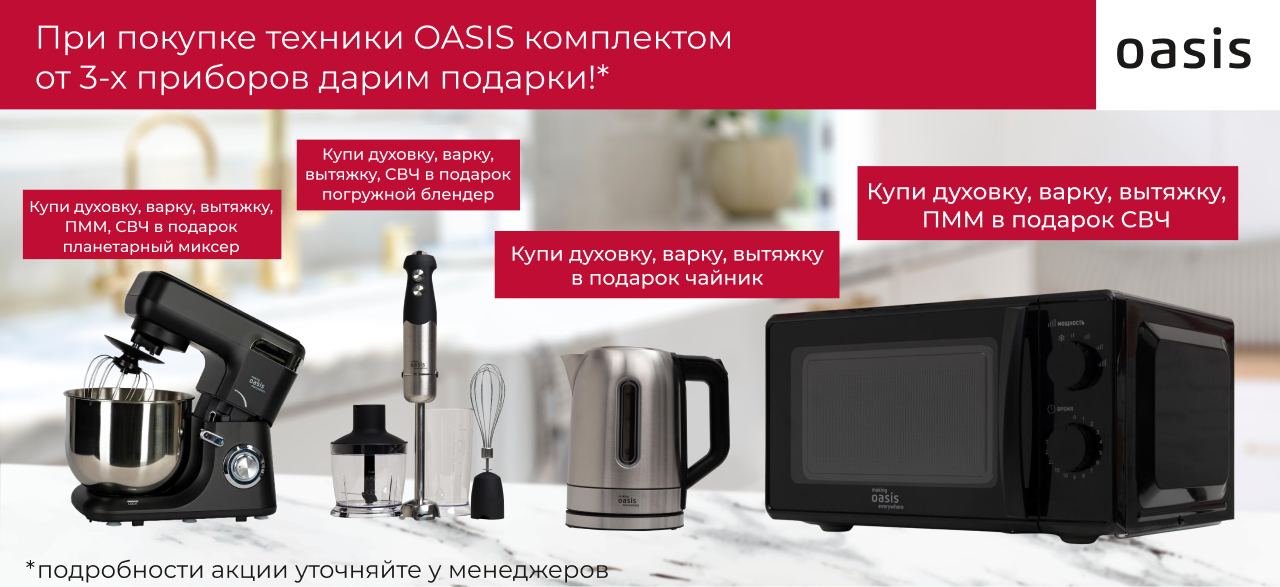 При покупке техники OASIS комплектом
от 3-х приборов дарим подарки!*
oasis
Купи духовку, варку, вытяжку,
ПММ, СВЧ в подарок
планетарный миксер
Купи духовку, варку,
вытяжку, СВЧ в подарок
погружной блендер
Купи духовку, варку, вытяжку
в подарок чайник
Купи духовку, варку, вытяжку,
ПММ в подарок СВЧ
oasis
making
oasis
everywhere
МОЩНОСТЬ
ВРЕМЯ
making
oasis
everywhere
*подробности акции уточняйте у менеджеров